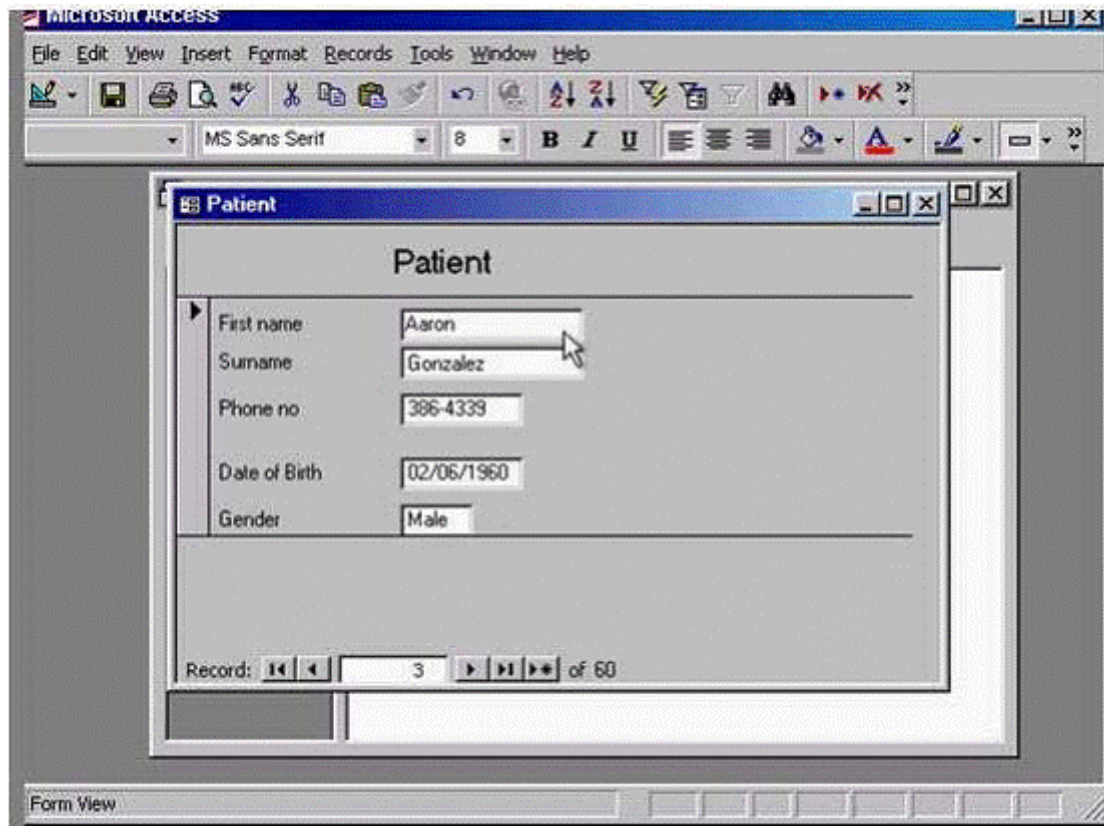 Microsoft Access
File Edit View Insert Format Records Tools Window Help
ABC
MS Sans Serif 8 B I U A
Patient
Patient
First name Aaron
Surname Gonzalez
Phone no 386-4339
Date of Birth 02/06/1960
Gender Male
Record: 3 of 60
Form View